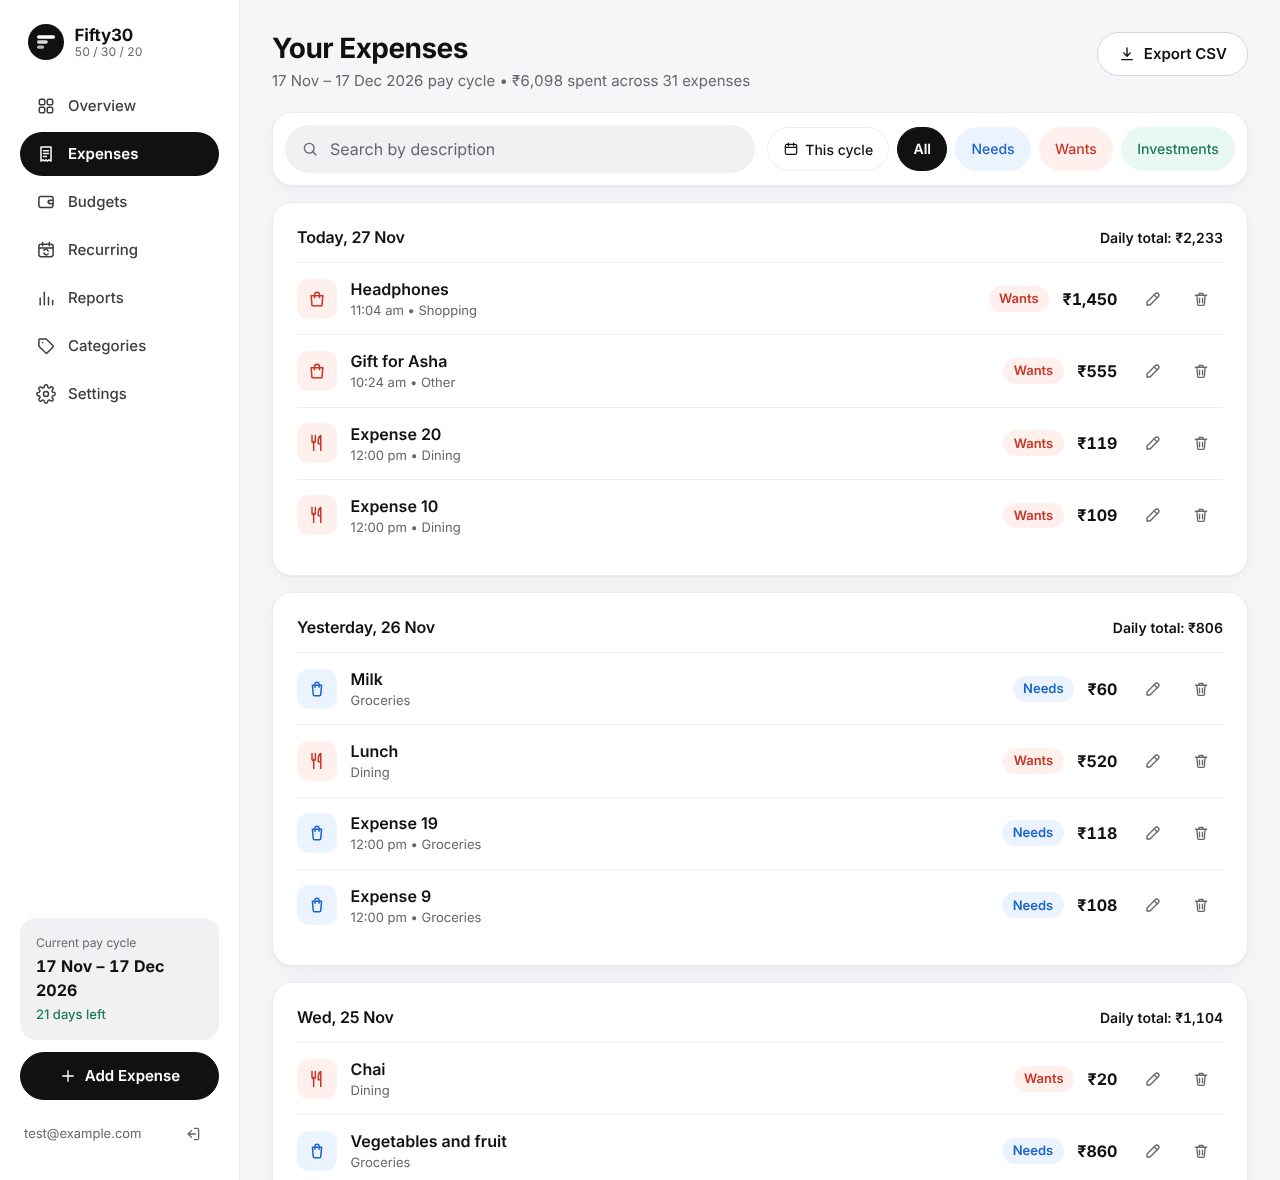 Fifty30
50 / 30 / 20
Overview
Expenses
Budgets
Recurring
Reports
Categories
Settings
Current pay cycle
17 Nov – 17 Dec
2026
21 days left
Add Expense
test@example.com
Your Expenses
17 Nov – 17 Dec 2026 pay cycle • ₹6,098 spent across 31 expenses
Export CSV
Search by description
This cycle
All
Needs
Wants
Investments
Today, 27 Nov
Daily total: ₹2,233
Headphones
11:04 am • Shopping
Wants
₹1,450
Gift for Asha
10:24 am • Other
Wants
₹555
Expense 20
12:00 pm • Dining
Wants
₹119
Expense 10
12:00 pm • Dining
Wants
₹109
Yesterday, 26 Nov
Daily total: ₹806
Milk
Groceries
Needs
₹60
Lunch
Dining
Wants
₹520
Expense 19
12:00 pm • Groceries
Needs
₹118
Expense 9
12:00 pm • Groceries
Needs
₹108
Wed, 25 Nov
Daily total: ₹1,104
Chai
Dining
Wants
₹20
Vegetables and fruit
Groceries
Needs
₹860